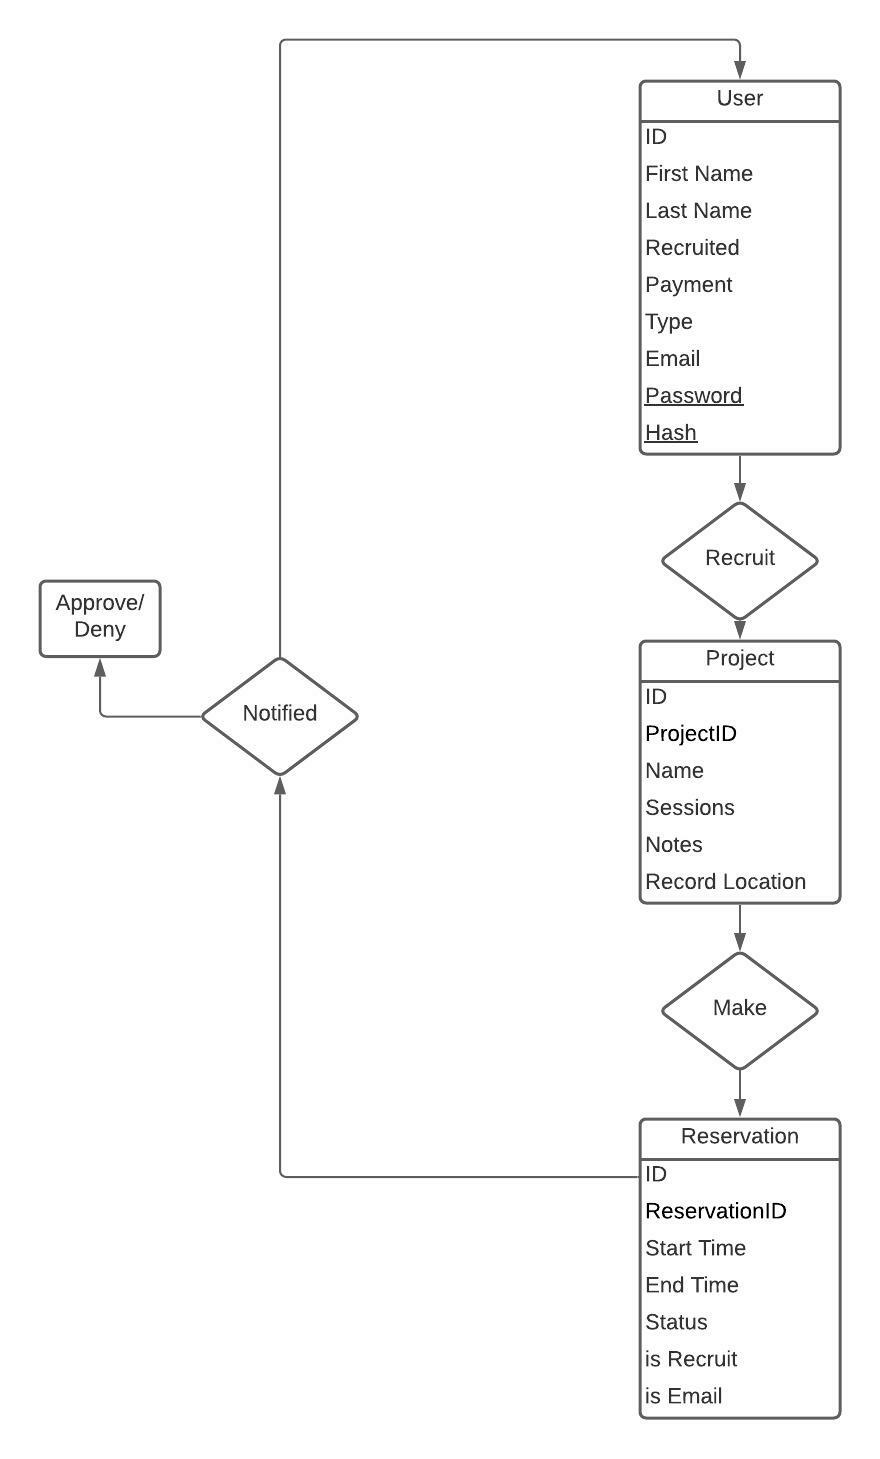 User
ID
First Name
Last Name
Recruited
Payment
Type
Email
Password
Hash
Recruit
Approve/
Deny
Notified
Project
ID
ProjectID
Name
Sessions
Notes
Record Location
Make
Reservation
ID
ReservationID
Start Time
End Time
Status
is Recruit
is Email